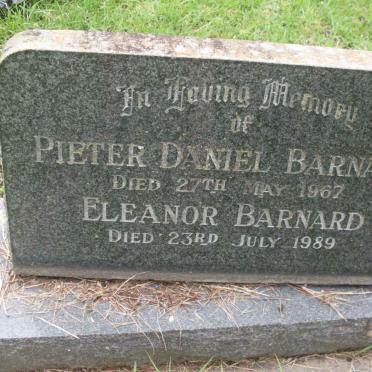 In Loving Memory
of
PIETER DANIEL BARNA
DIED 27TH MAY 1967
ELEANOR BARNARD
DIED 23RD JULY 1989